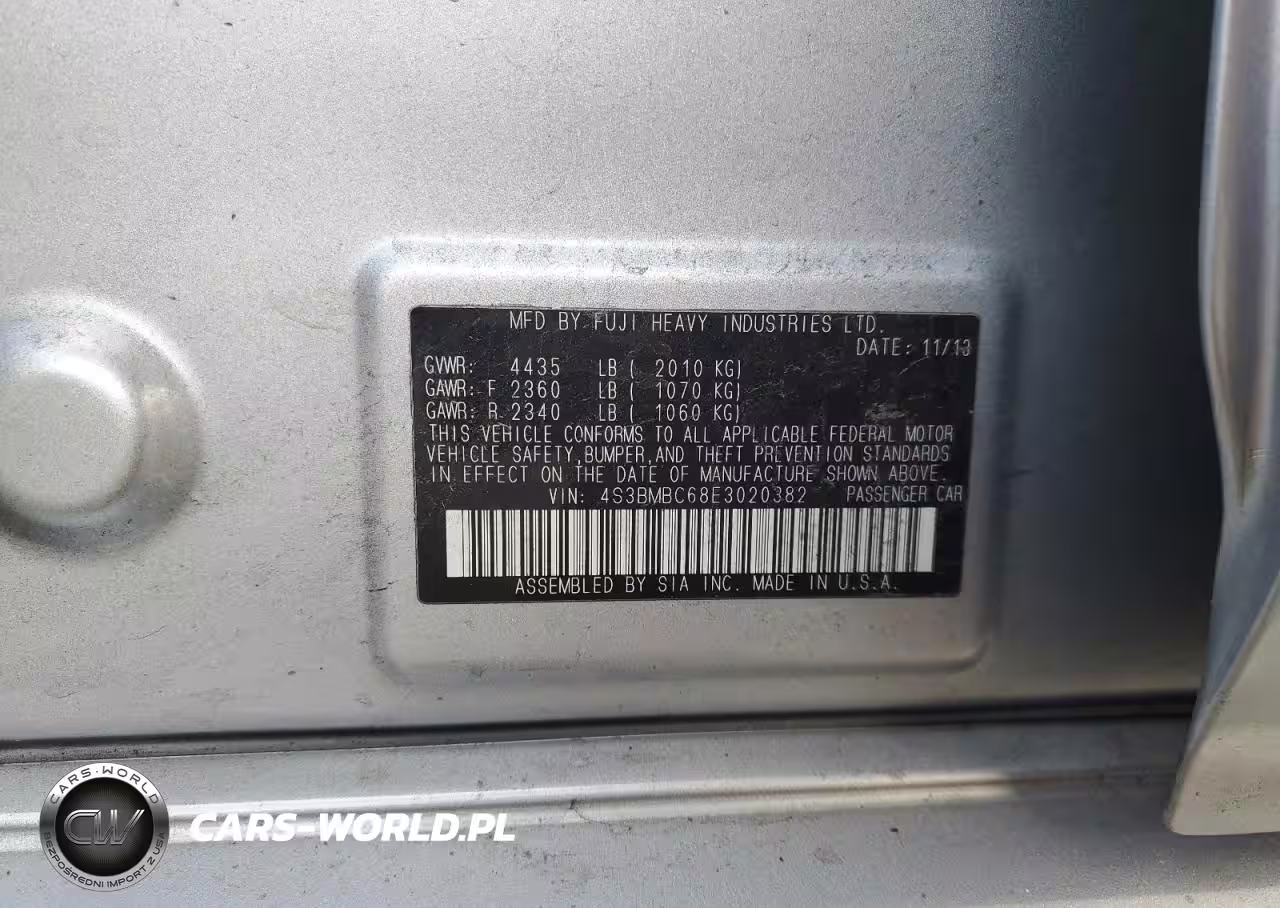 MFD BY FUJI HEAVY INDUSTRIES LTD.
DATE: 11/13
GVWR: 4435 LB ( 2010 KG)
GAWR: F 2360 LB ( 1070 KG)
GAWR: R 2340 LB ( 1060 KG)
THIS VEHICLE CONFORMS TO ALL APPLICABLE FEDERAL MOTOR
VEHICLE SAFETY,BUMPER,AND THEFT PREVENTION STANDARDS
IN EFFECT ON THE DATE OF MANUFACTURE SHOWN ABOVE.
VIN: 4S3BMBC68E3020382 PASSENGER CAR
ASSEMBLED BY SIA INC. MADE IN U.S.A.
CARS-WORLD
CW
BEZPOŚREDNI IMPORT Z USA
CARS-WORLD.PL